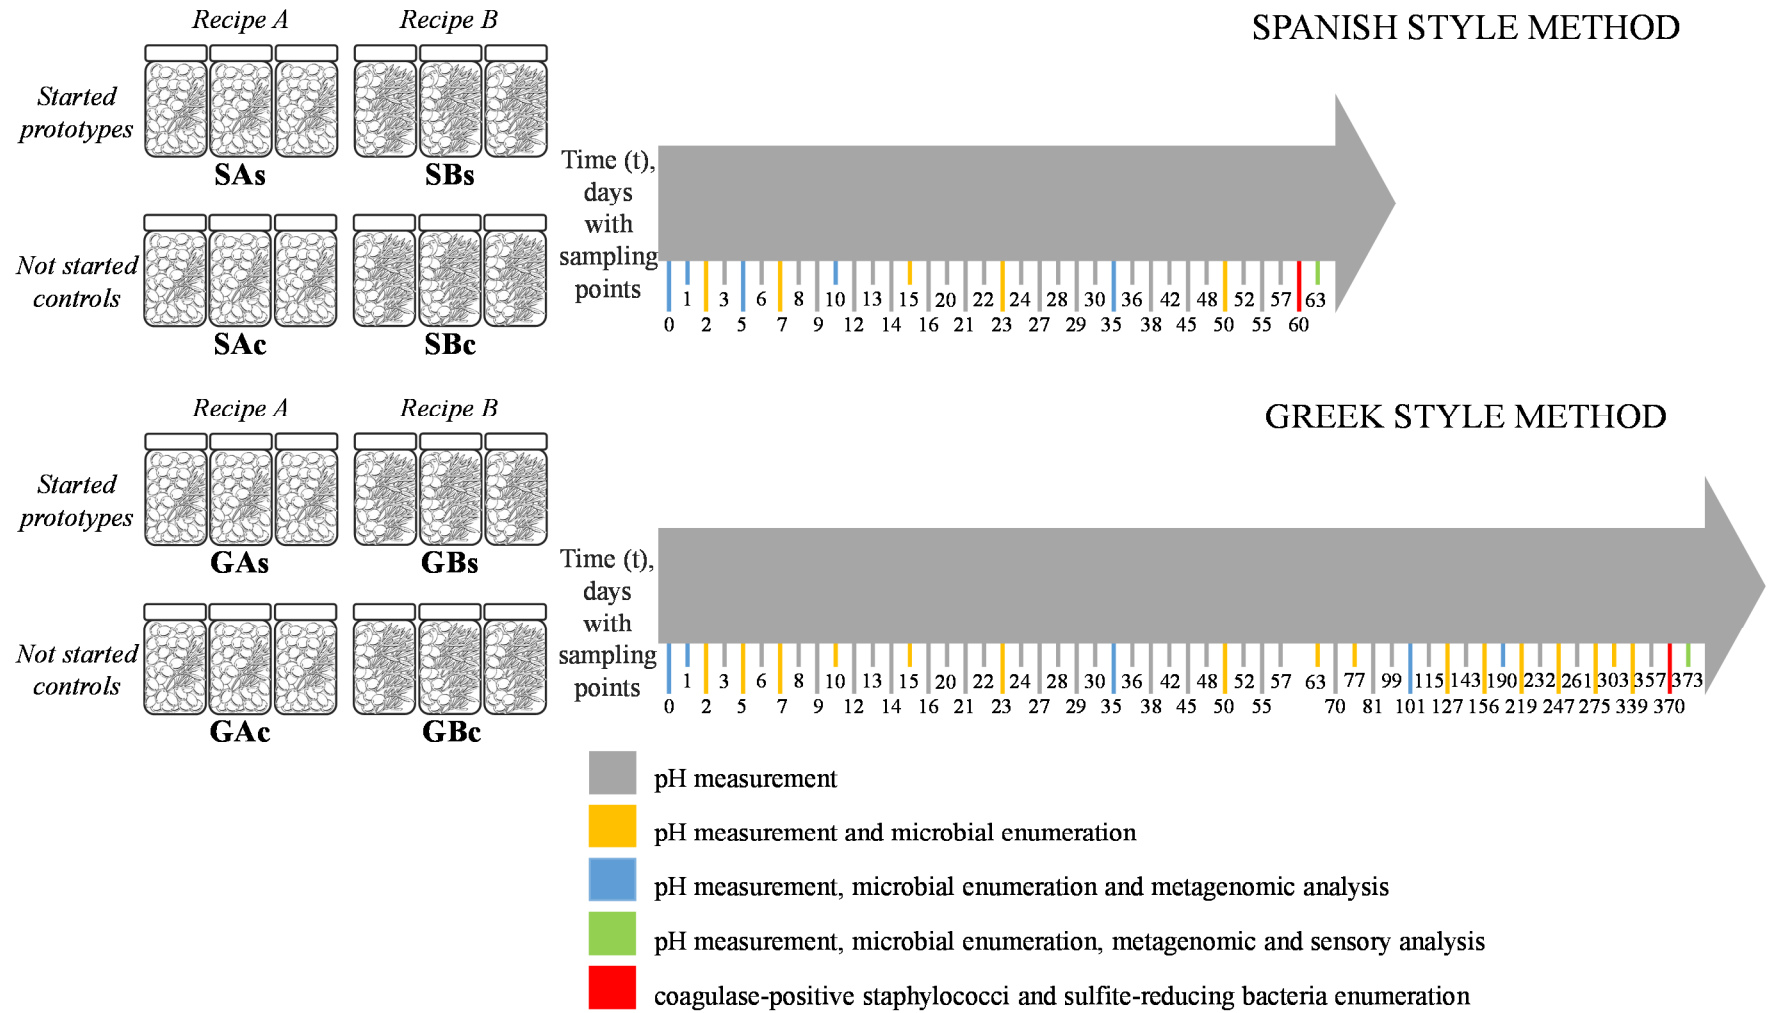 Recipe A Recipe B
SPANISH STYLE METHOD
Started
prototypes
SAs SBs
Not started
controls
SAc SBc
Time (t),
days
with
sampling
points
1 3 6 8 10 13 15 20 22 24 28 30 36 42 48 52 57 63
0 2 5 7 9 12 14 16 21 23 27 29 35 38 45 50 55 60
Recipe A Recipe B
GREEK STYLE METHOD
Started
prototypes
GAs GBs
Not started
controls
GAc GBc
Time (t),
days
with
sampling
points
1 3 6 8 10 13 15 20 22 24 28 30 36 42 48 52 57 63 77 99 115 143 190 232 261 303 357 373
0 2 5 7 9 12 14 16 21 23 27 29 35 38 45 50 55 70 81 101 127 156 219 247 275 339 370
pH measurement
pH measurement and microbial enumeration
pH measurement, microbial enumeration and metagenomic analysis
pH measurement, microbial enumeration, metagenomic and sensory analysis
coagulase-positive staphylococci and sulfite-reducing bacteria enumeration